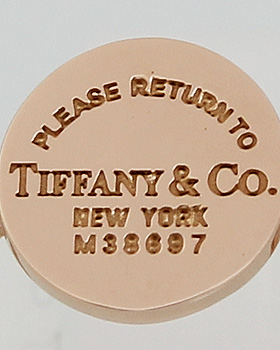 PLEASE RETURN TO
TIFFANY & CO.
NEW YORK
M38697